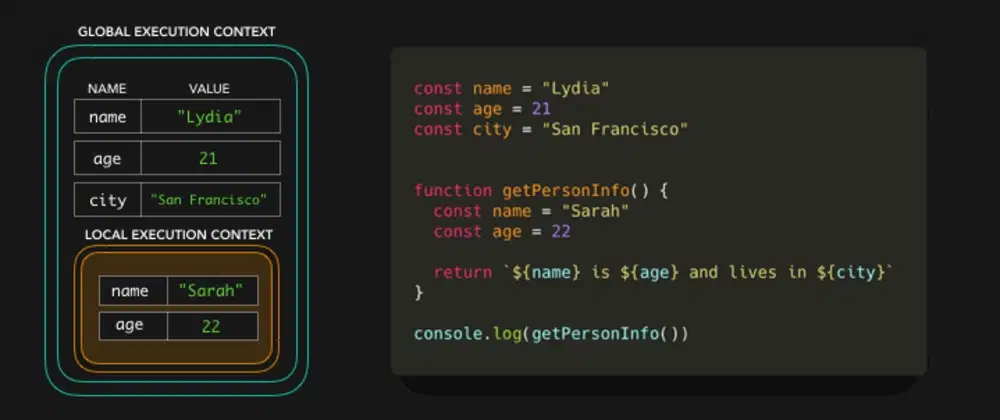 GLOBAL EXECUTION CONTEXT
NAME VALUE
name "Lydia"
age 21
city "San Francisco"
LOCAL EXECUTION CONTEXT
name "Sarah"
age 22
const name = "Lydia"
const age = 21
const city = "San Francisco"
function getPersonInfo() {
  const name = "Sarah"
  const age = 22
  return `${name} is ${age} and lives in ${city}`
}
console.log(getPersonInfo())